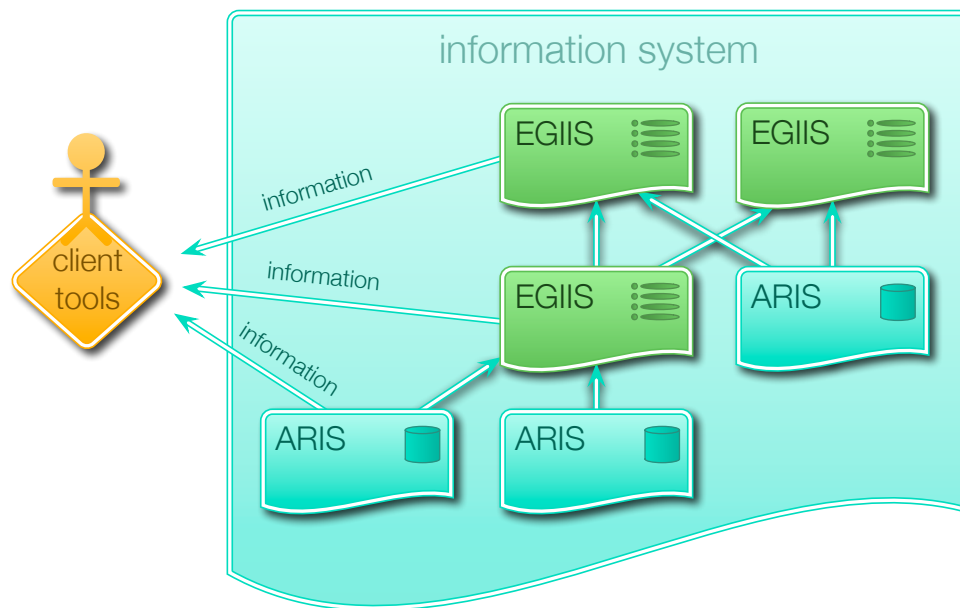 information system
EGIIS
EGIIS
information
client
tools
information
EGIIS
ARIS
information
ARIS
ARIS